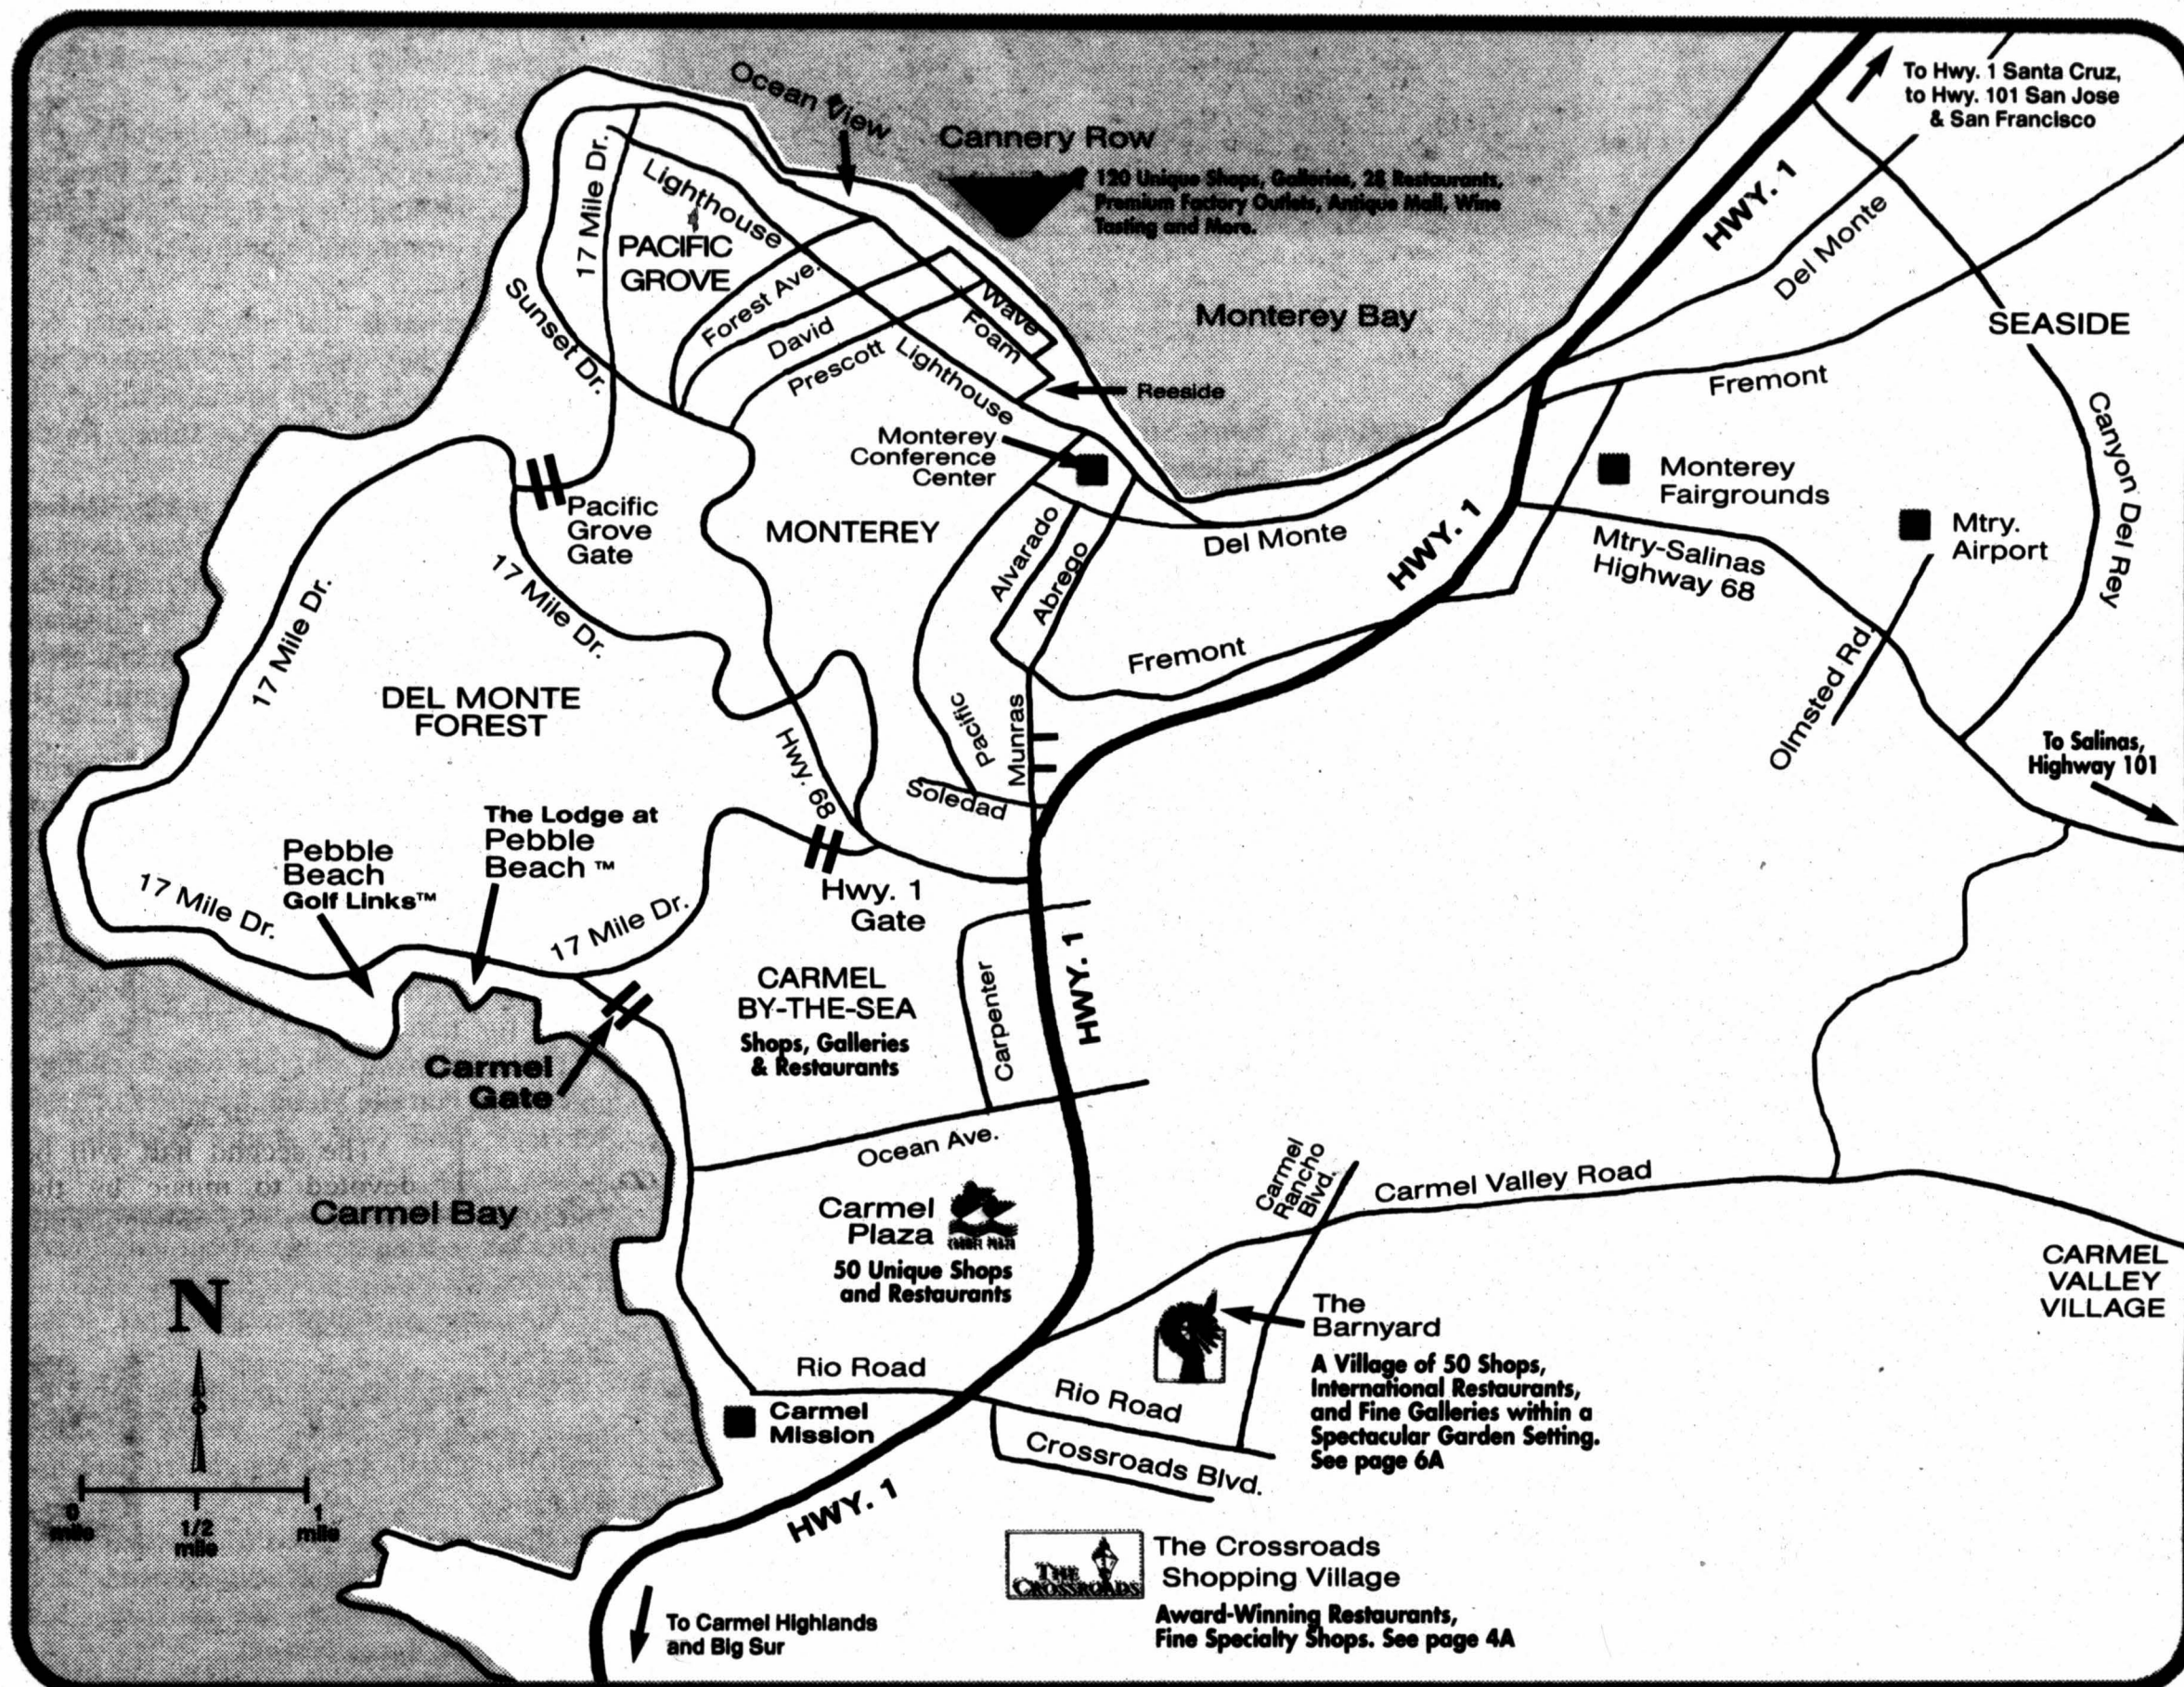 To Hwy. 1 Santa Cruz,
to Hwy. 101 San Jose
& San Francisco
Ocean View
Cannery Row
120 Unique Shops, Galleries, 28 Restaurants,
Premium Factory Outlets, Antique Mall, Wine
Tasting and More.
HWY. 1
Del Monte
17 Mile Dr.
Lighthouse
PACIFIC
GROVE
Forest Ave.
David
Prescott
Lighthouse
Wave
Foam
Reeside
Sunset Dr.
Monterey Bay
SEASIDE
Fremont
Canyon Del Rey
Monterey
Conference
Center
Monterey
Fairgrounds
Mtry.
Airport
Pacific
Grove
Gate
MONTEREY
Alvarado
Abrego
Del Monte
HWY. 1
Mtry-Salinas
Highway 68
17 Mile Dr.
17 Mile Dr.
Fremont
Olmsted Rd.
DEL MONTE
FOREST
Hwy. 68
Pacific
Munras
Soledad
To Salinas,
Highway 101
The Lodge at
Pebble
Beach ™
Pebble
Beach
Golf Links™
17 Mile Dr.
17 Mile Dr.
Hwy. 1
Gate
CARMEL
BY-THE-SEA
Shops, Galleries
& Restaurants
Carpenter
HWY. 1
Carmel
Gate
Ocean Ave.
Carmel Bay
Carmel
Plaza
50 Unique Shops
and Restaurants
Carmel
Rancho
Blvd.
Carmel Valley Road
CARMEL
VALLEY
VILLAGE
N
0
mile
1/2
mile
1
mile
The
Barnyard
A Village of 50 Shops,
International Restaurants,
and Fine Galleries within a
Spectacular Garden Setting.
See page 6A
Rio Road
Rio Road
Carmel
Mission
Crossroads Blvd.
HWY. 1
THE
CROSSROADS
The Crossroads
Shopping Village
Award-Winning Restaurants,
Fine Specialty Shops. See page 4A
To Carmel Highlands
and Big Sur